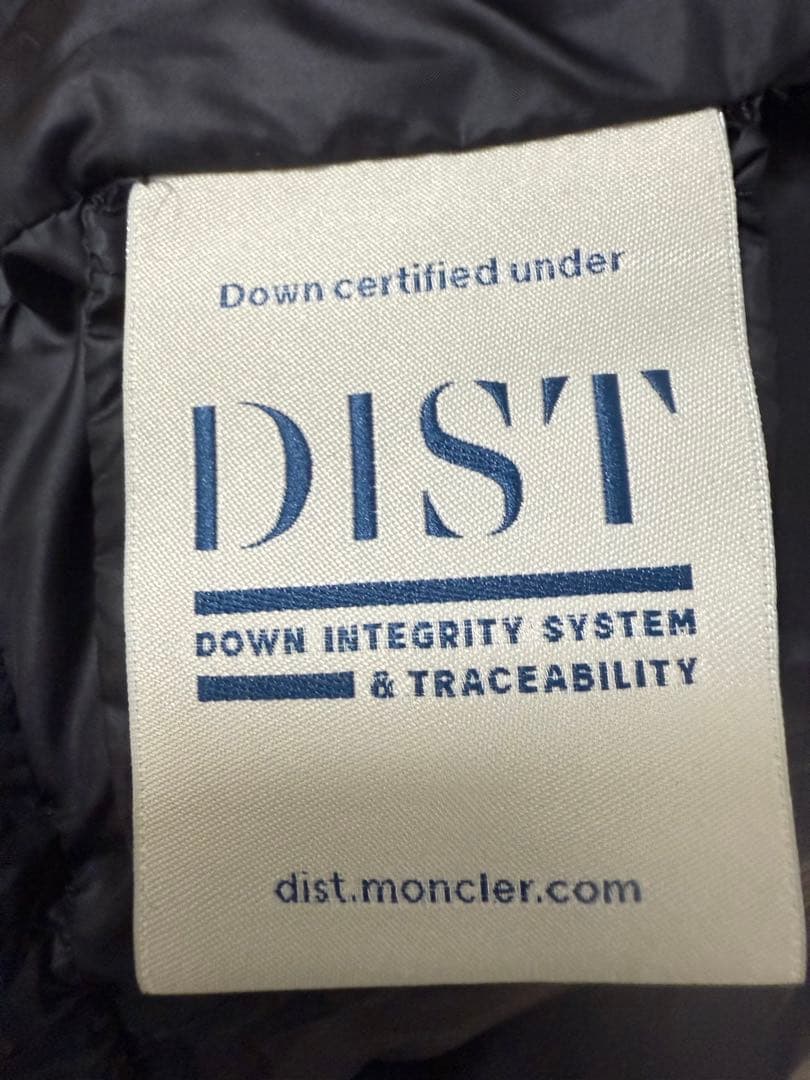 Down certified under
DIST
DOWN INTEGRITY SYSTEM
& TRACEABILITY
dist.moncler.com